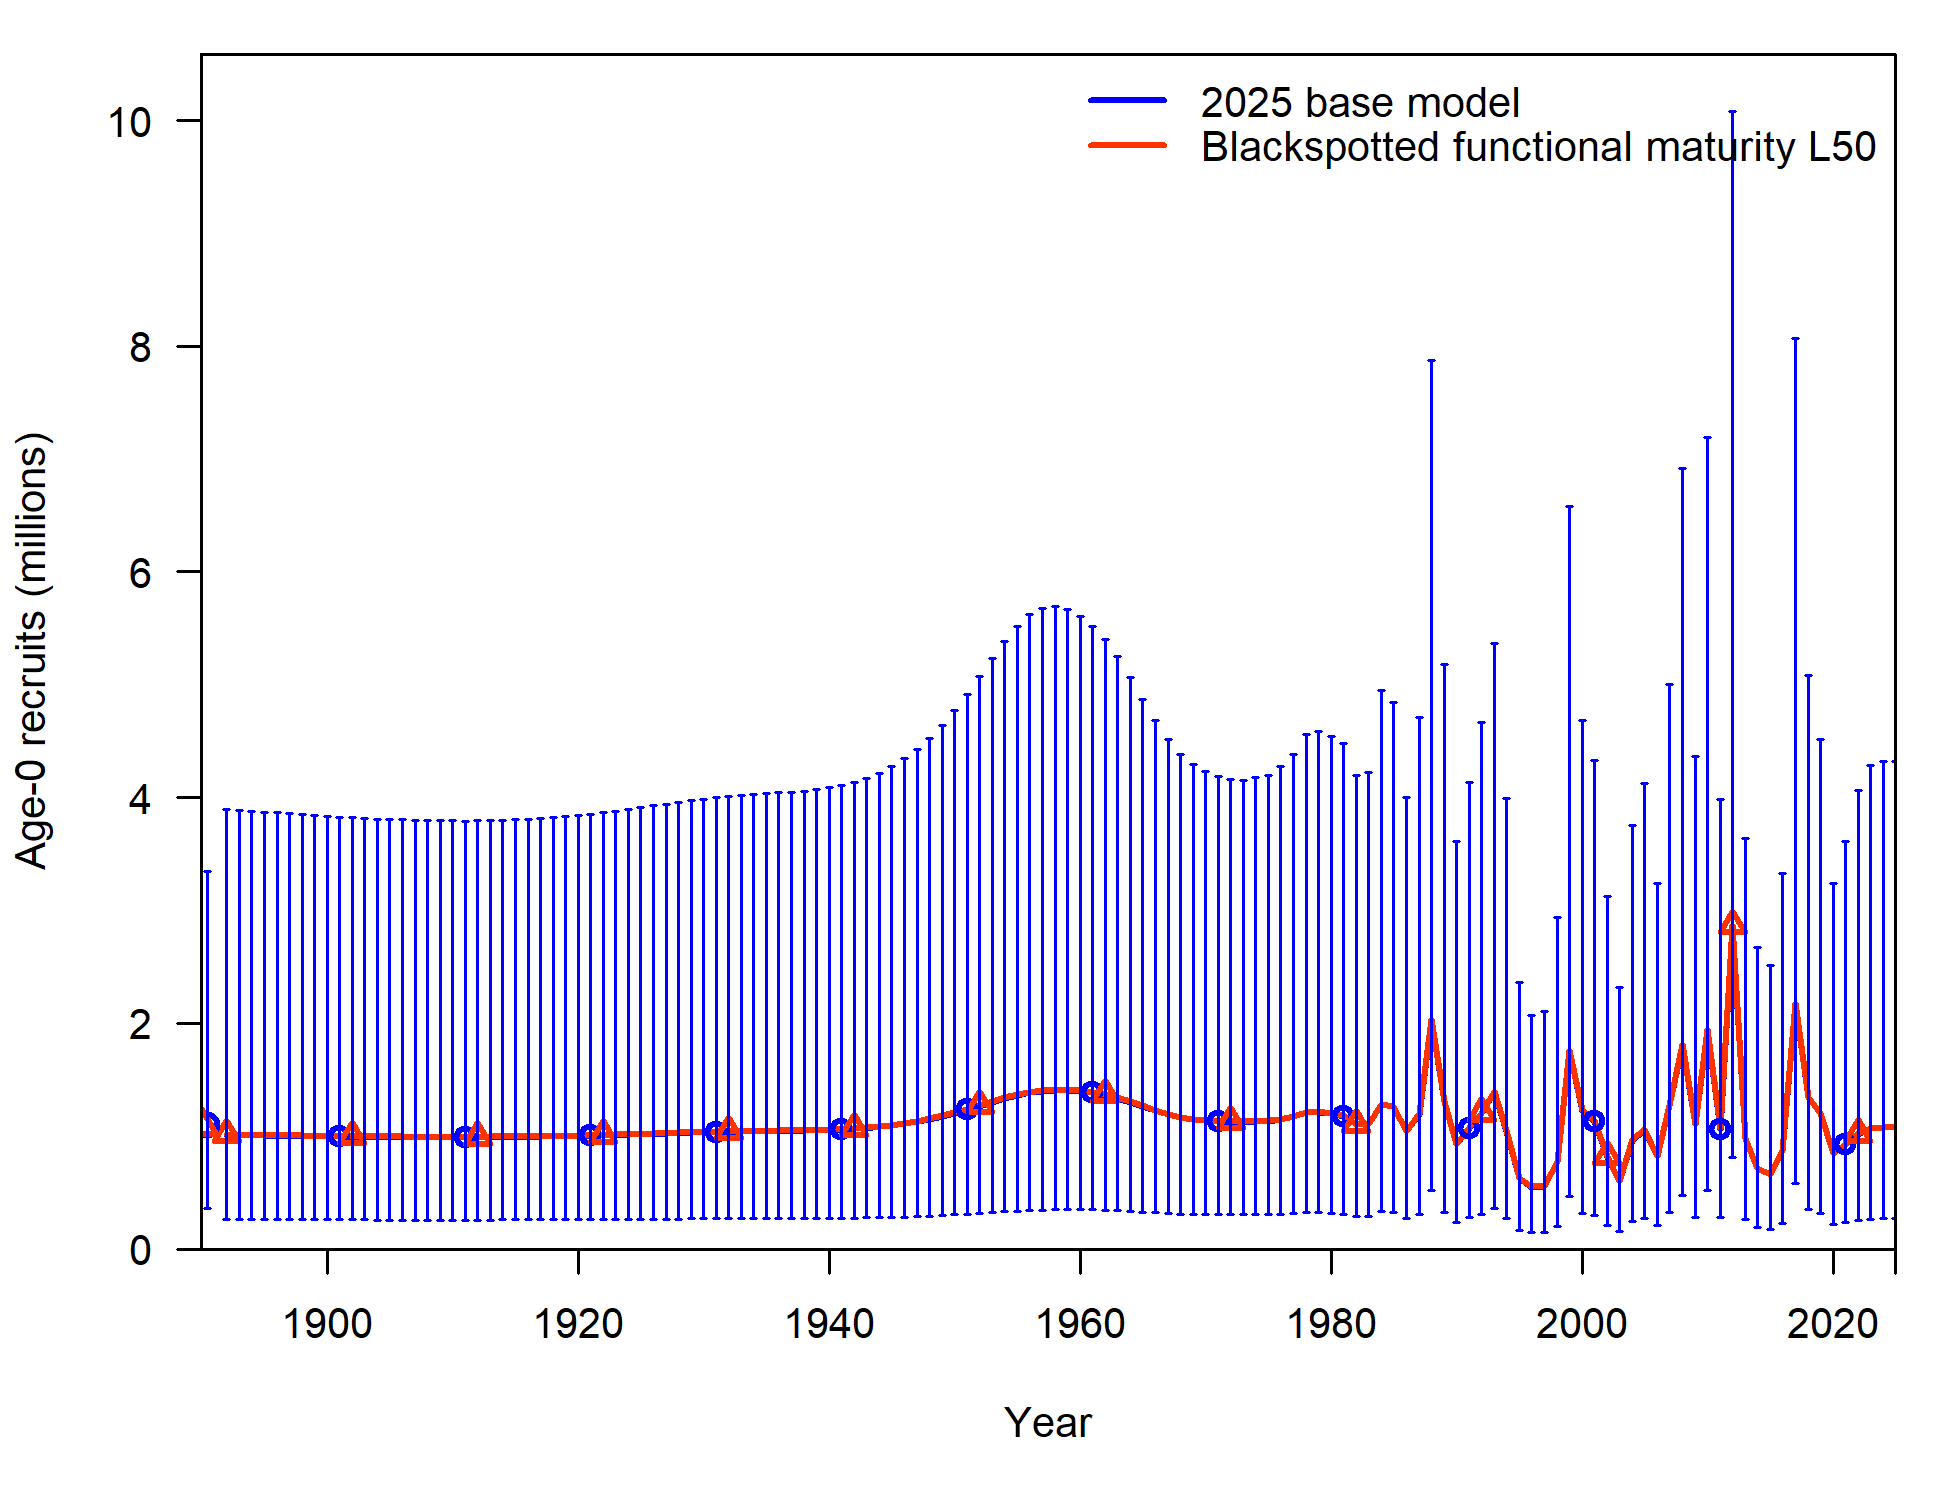 2025 base model
Blackspotted functional maturity L50
10
8
6
4
2
0
Age-0 recruits (millions)
1900 1920 1940 1960 1980 2000 2020
Year